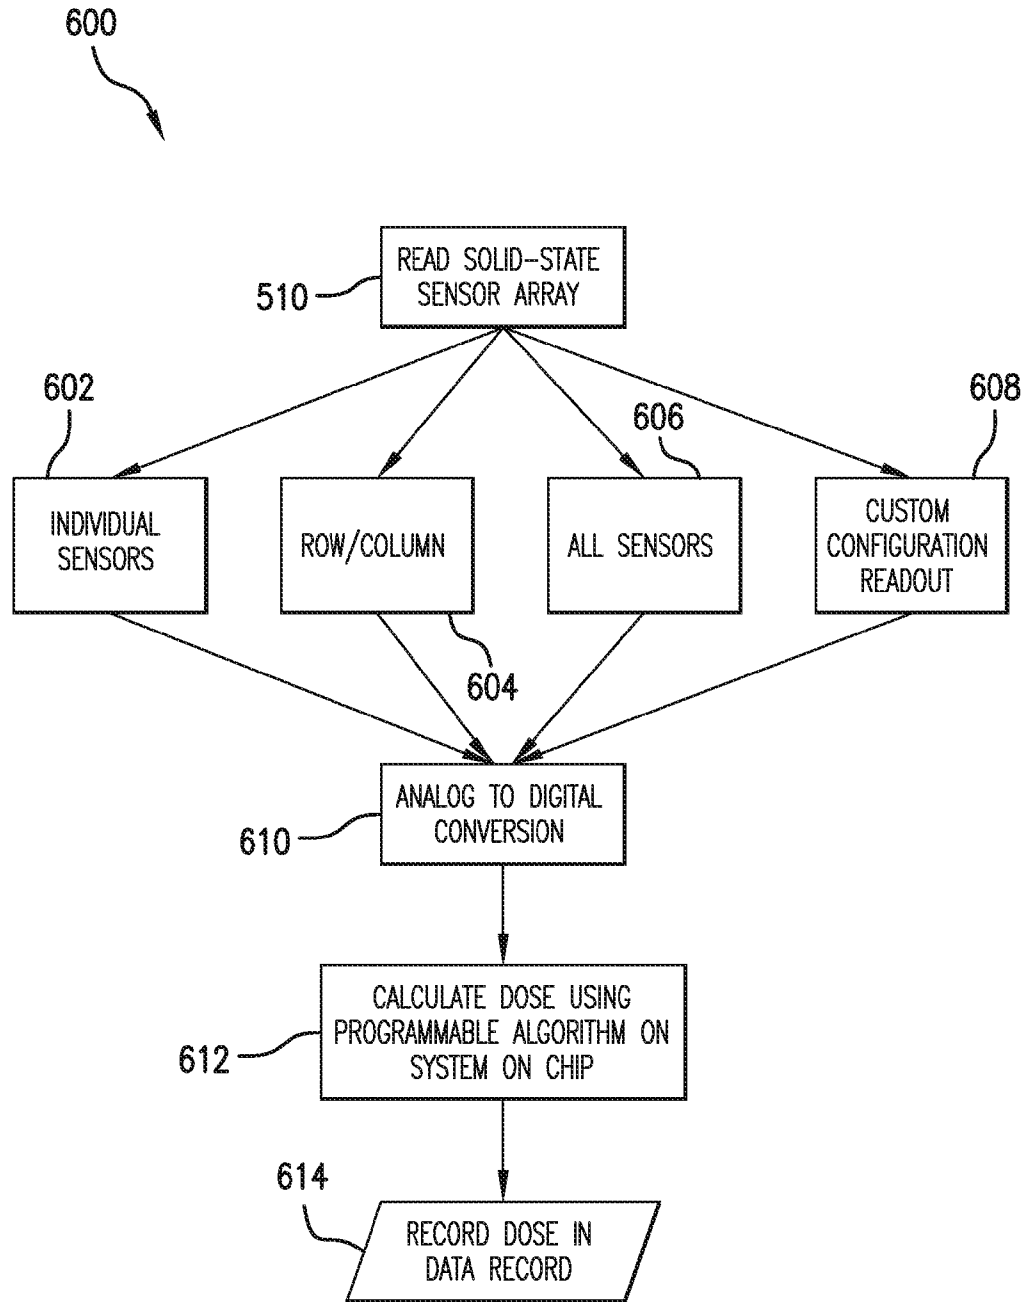 600
READ SOLID-STATE
SENSOR ARRAY
510
602
606
608
INDIVIDUAL
SENSORS
ROW/COLUMN
ALL SENSORS
CUSTOM
CONFIGURATION
READOUT
604
ANALOG TO DIGITAL
CONVERSION
610
CALCULATE DOSE USING
PROGRAMMABLE ALGORITHM ON
SYSTEM ON CHIP
612
614
RECORD DOSE IN
DATA RECORD